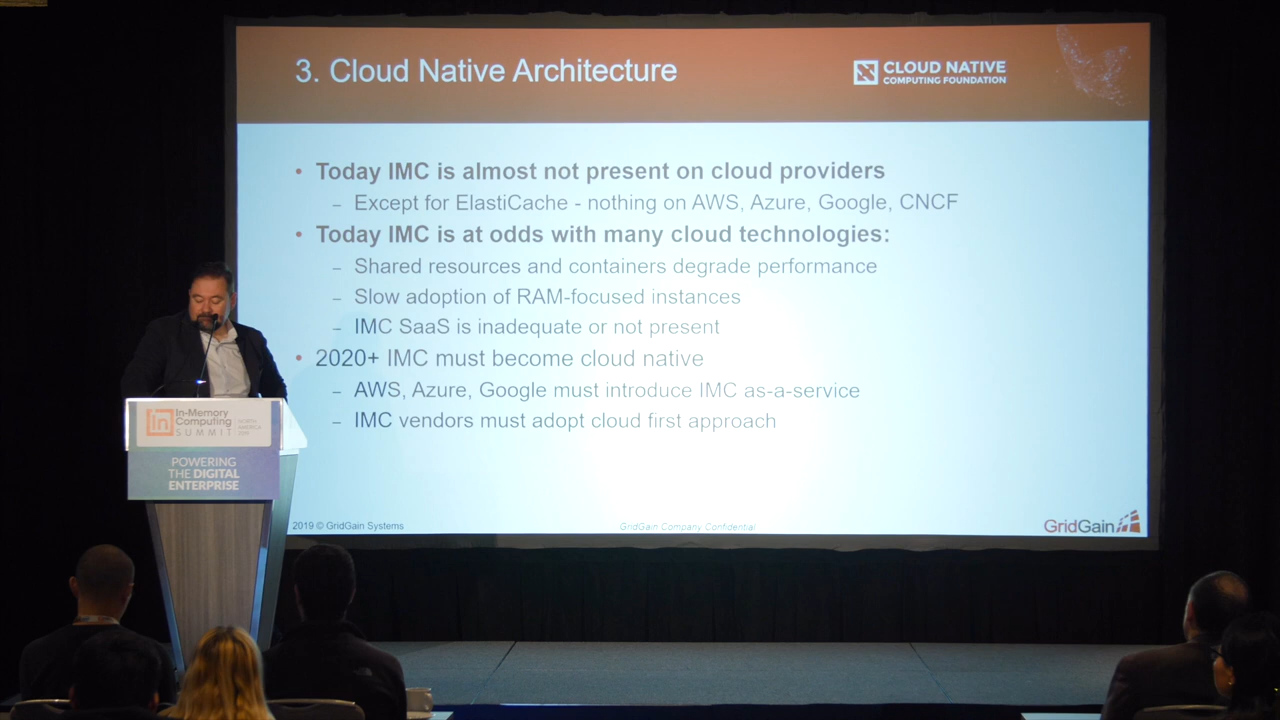 3. Cloud Native Architecture
CLOUD NATIVE
COMPUTING FOUNDATION
• Today IMC is almost not present on cloud providers
– Except for ElastiCache - nothing on AWS, Azure, Google, CNCF
• Today IMC is at odds with many cloud technologies:
– Shared resources and containers degrade performance
– Slow adoption of RAM-focused instances
– IMC SaaS is inadequate or not present
• 2020+ IMC must become cloud native
– AWS, Azure, Google must introduce IMC as-a-service
– IMC vendors must adopt cloud first approach
2019 © GridGain Systems
GridGain Company Confidential
GridGain
In
In-Memory
Computing
SUMMIT
NORTH
AMERICA
2019
POWERING
THE DIGITAL
ENTERPRISE